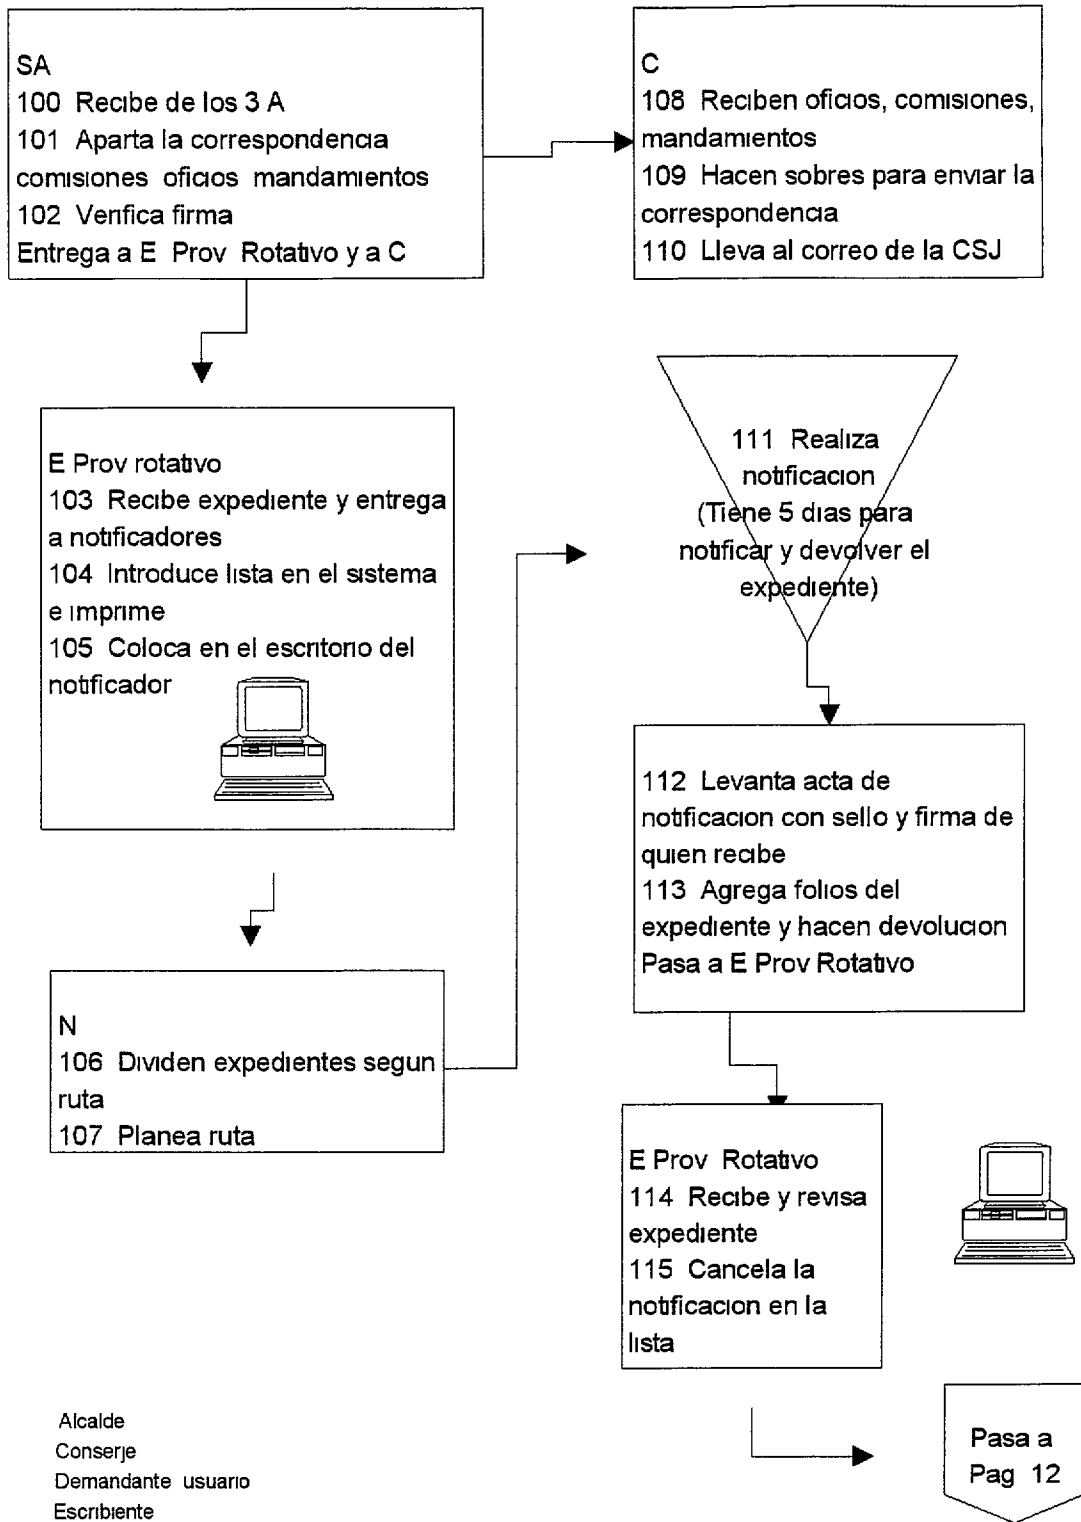 SA
100 Recibe de los 3 A
101 Aparta la correspondencia
comisiones oficios mandamientos
102 Verifica firma
Entrega a E Prov Rotativo y a C
C
108 Reciben oficios, comisiones,
mandamientos
109 Hacen sobres para enviar la
correspondencia
110 Lleva al correo de la CSJ
E Prov rotativo
103 Recibe expediente y entrega
a notificadores
104 Introduce lista en el sistema
e imprime
105 Coloca en el escritorio del
notificador
N
106 Dividen expedientes segun
ruta
107 Planea ruta
111 Realiza
notificacion
(Tiene 5 dias para
notificar y devolver el
expediente)
112 Levanta acta de
notificacion con sello y firma de
quien recibe
113 Agrega folios del
expediente y hacen devolucion
Pasa a E Prov Rotativo
E Prov Rotativo
114 Recibe y revisa
expediente
115 Cancela la
notificacion en la
lista
Pasa a
Pag 12
Alcalde
Conserje
Demandante usuario
Escribiente